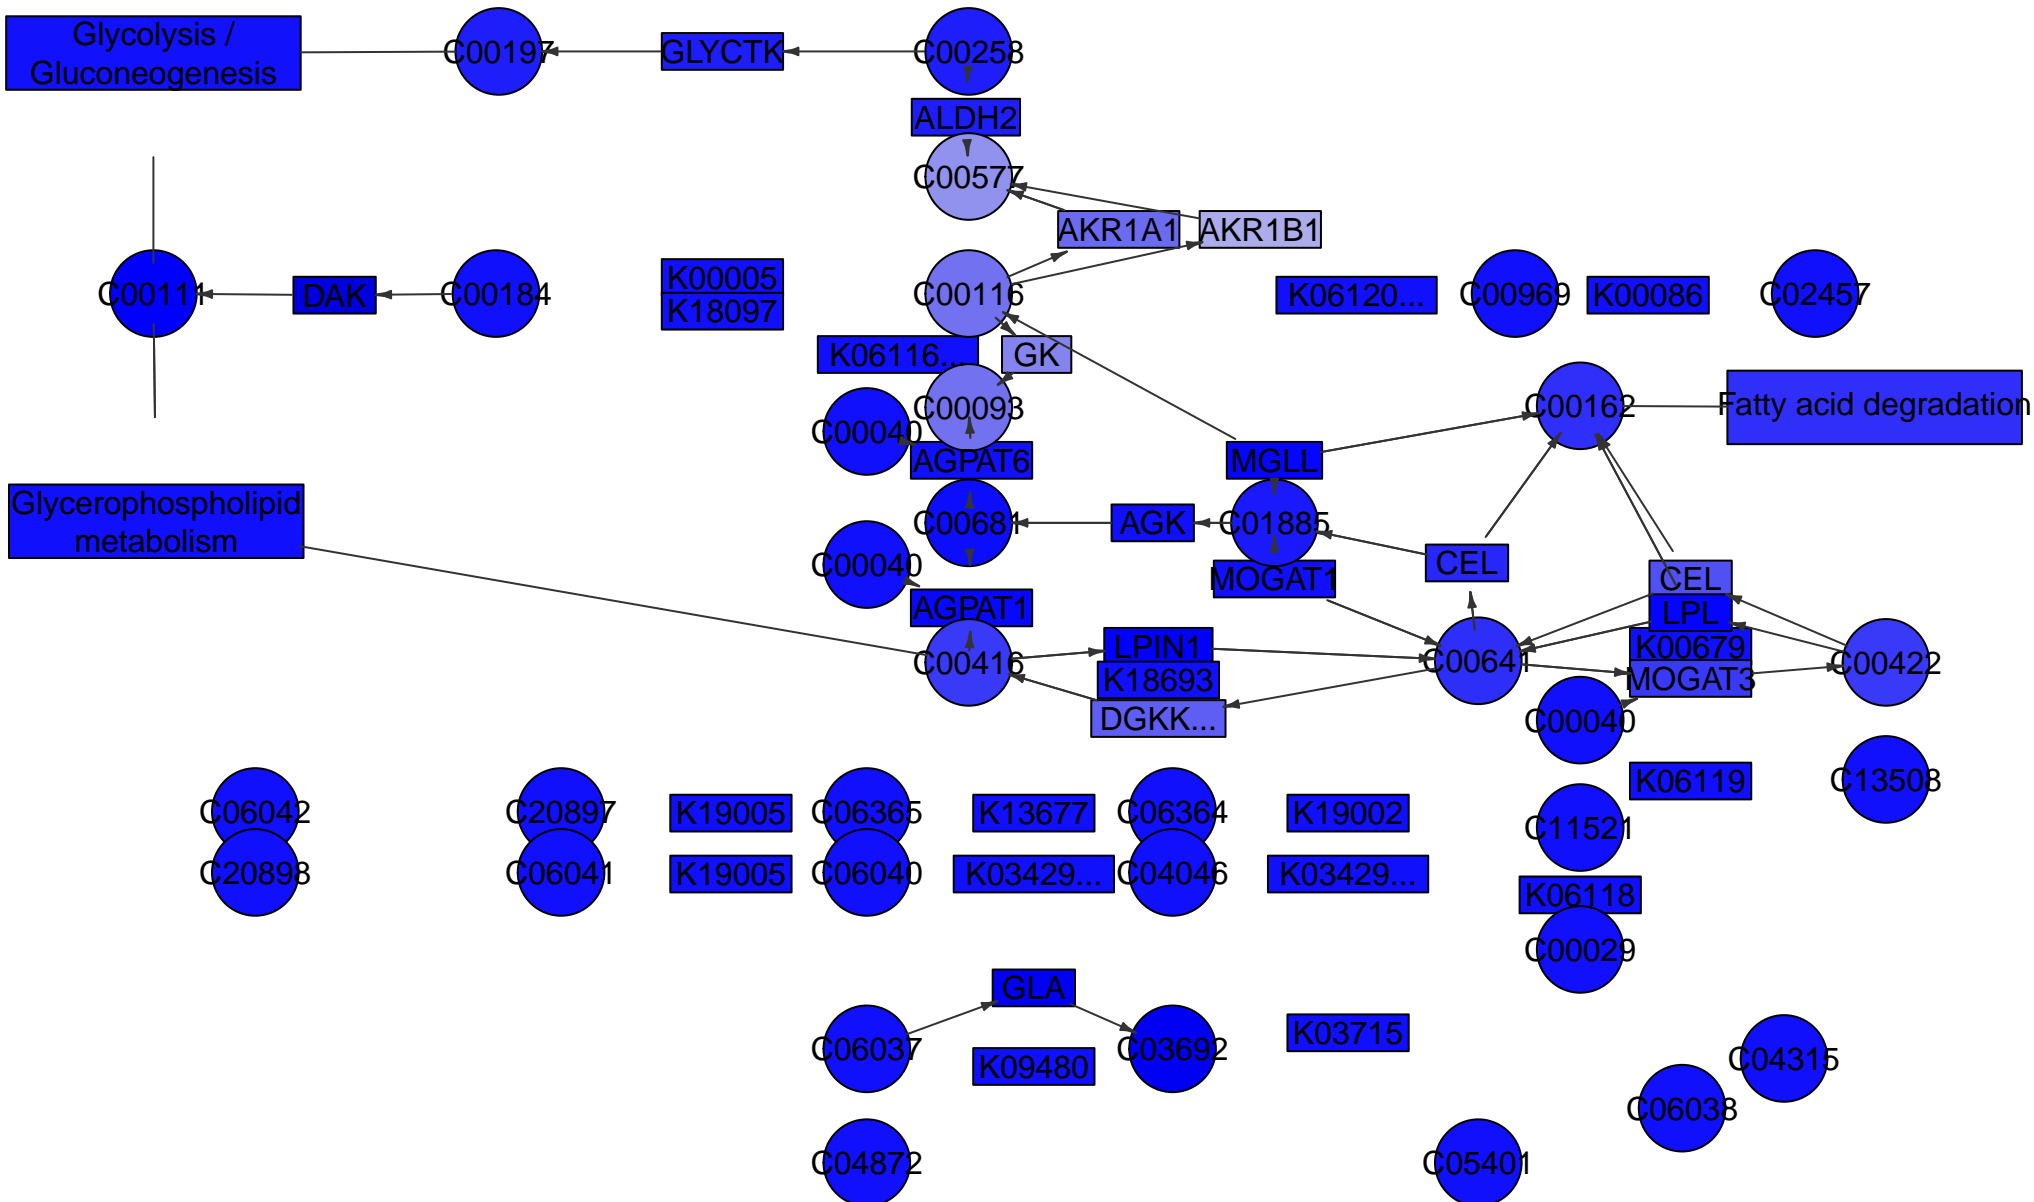 Glycolysis /
Gluconeogenesis
C00197
GLYCTK
C00258
ALDH2
C00577
AKR1A1
AKR1B1
C00111
DAK
C00184
K00005
K18097
C00116
K06120...
C00969
K00086
C02457
K06116...
GK
C00093
C00040
C00162
Fatty acid degradation
AGPAT6
MGLL
Glycerophospholipid
metabolism
C00681
AGK
C01885
C00040
MOGAT1
CEL
CEL
AGPAT1
LPL
C00416
LPIN1
K18693
DGKK...
C00641
K00679
MOGAT3
C00422
C00040
K06119
C13508
C06042
C20897
K19005
C06365
K13677
C06364
K19002
C11521
C20898
C06041
K19005
C06040
K03429...
C04046
K03429...
K06118
C00029
GLA
C06037
K09480
C03692
K03715
C04315
C06038
C04872
C05401